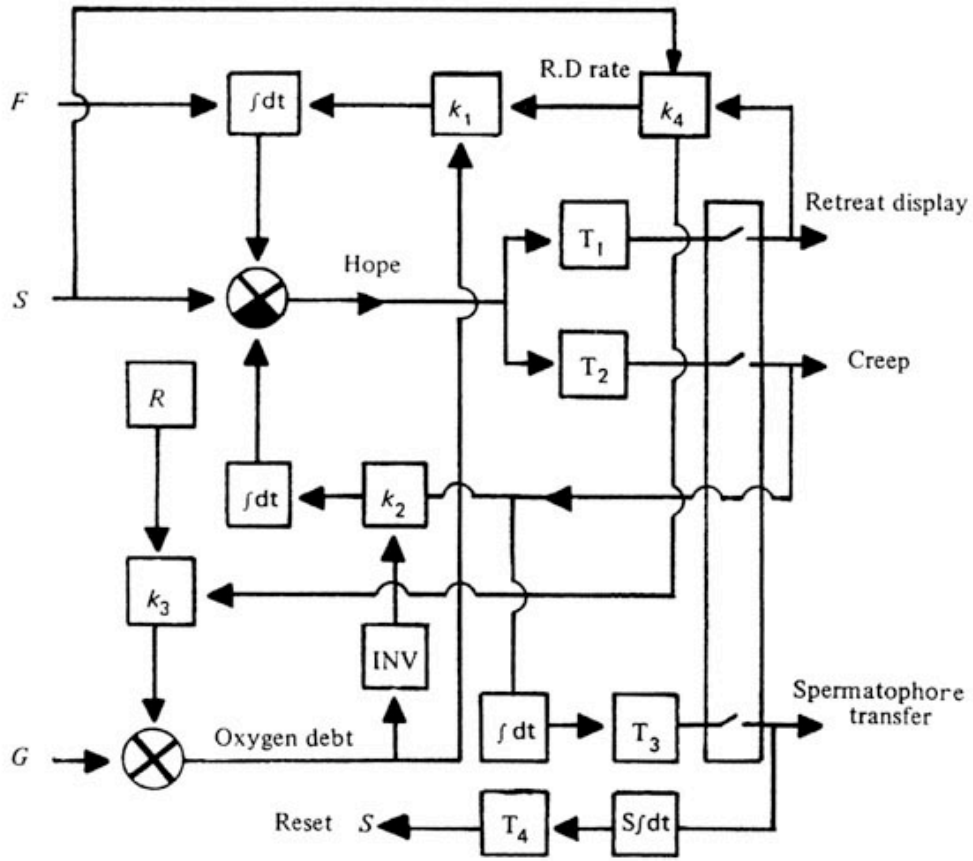 R.D rate
F
∫dt
k₁
k₄
Retreat display
T₁
Hope
S
T₂
Creep
R
∫dt
k₂
k₃
INV
Spermatophore
transfer
Oxygen debt
∫dt
T₃
G
Reset S
T₄
S∫dt